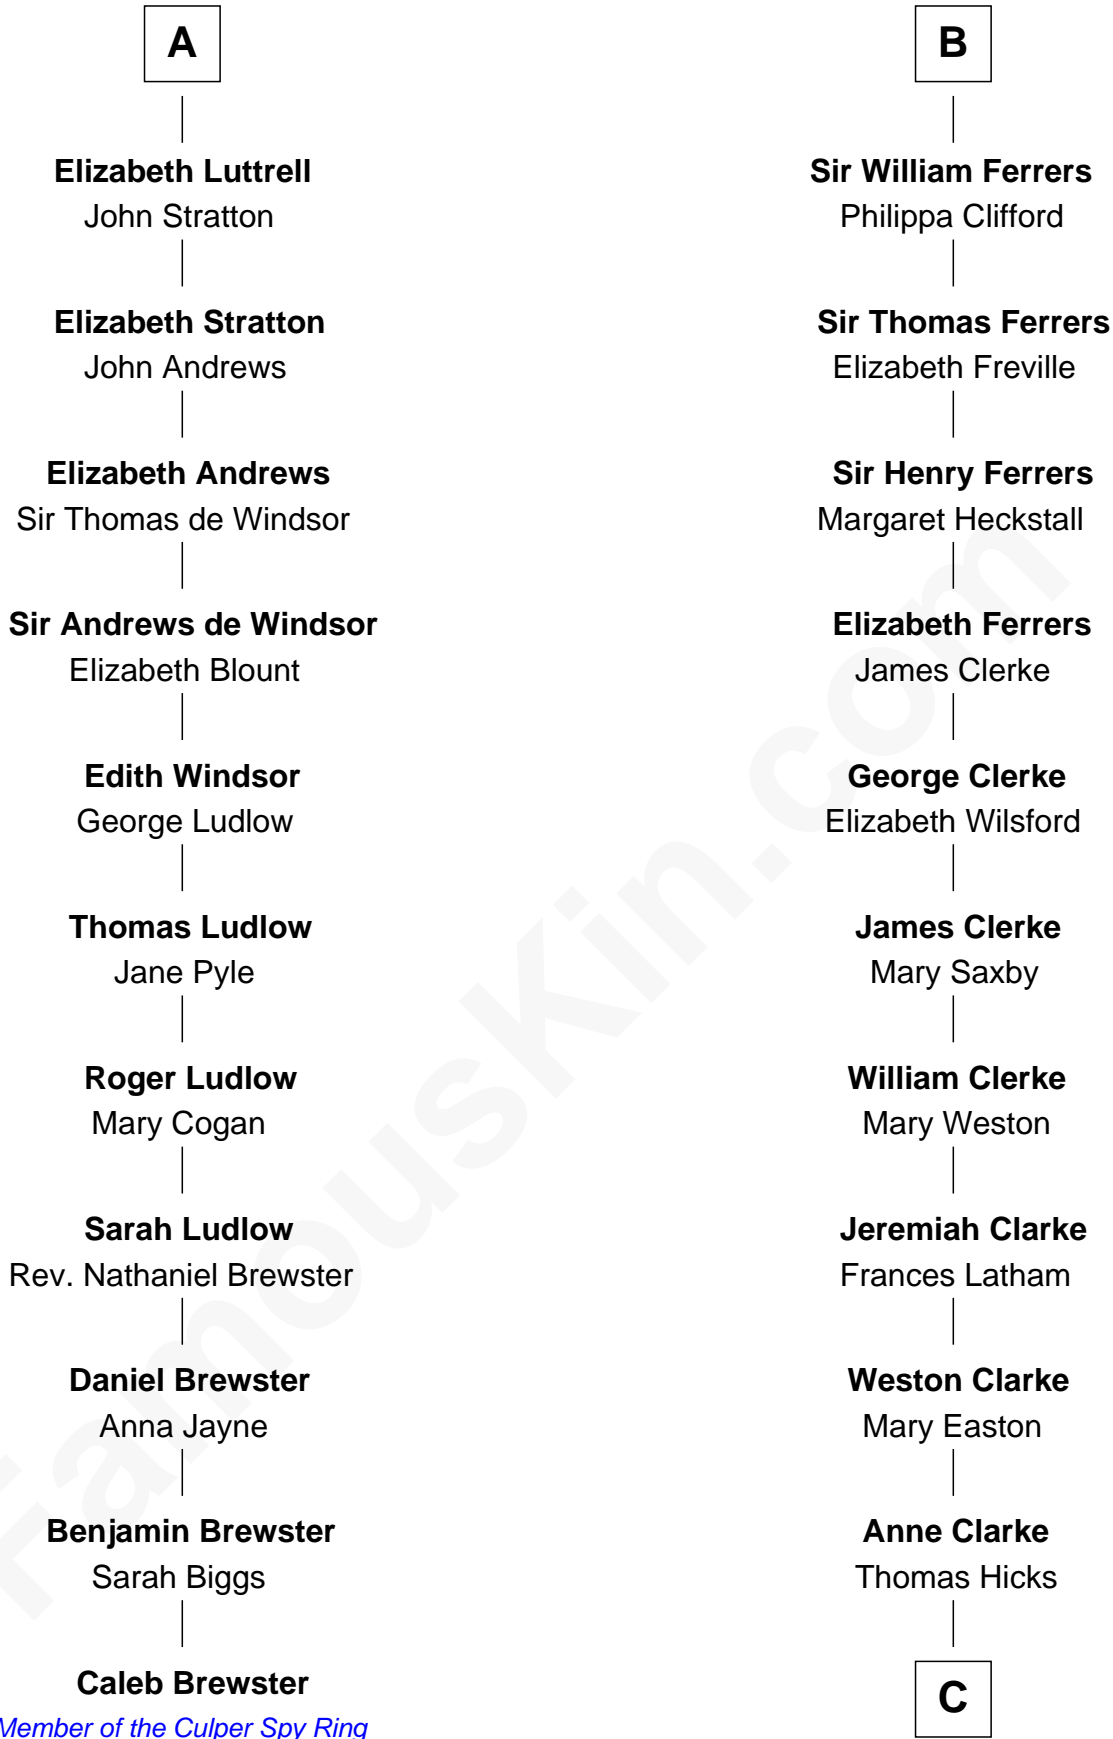 A
Elizabeth Luttrell
John Stratton
Elizabeth Stratton
John Andrews
Elizabeth Andrews
Sir Thomas de Windsor
Sir Andrews de Windsor
Elizabeth Blount
Edith Windsor
George Ludlow
Thomas Ludlow
Jane Pyle
Roger Ludlow
Mary Cogan
Sarah Ludlow
Rev. Nathaniel Brewster
Daniel Brewster
Anna Jayne
Benjamin Brewster
Sarah Biggs
Caleb Brewster
Member of the Culper Spy Ring
B
Sir William Ferrers
Philippa Clifford
Sir Thomas Ferrers
Elizabeth Freville
Sir Henry Ferrers
Margaret Heckstall
Elizabeth Ferrers
James Clerke
George Clerke
Elizabeth Wilsford
James Clerke
Mary Saxby
William Clerke
Mary Weston
Jeremiah Clarke
Frances Latham
Weston Clarke
Mary Easton
Anne Clarke
Thomas Hicks
C
FamousKin.com